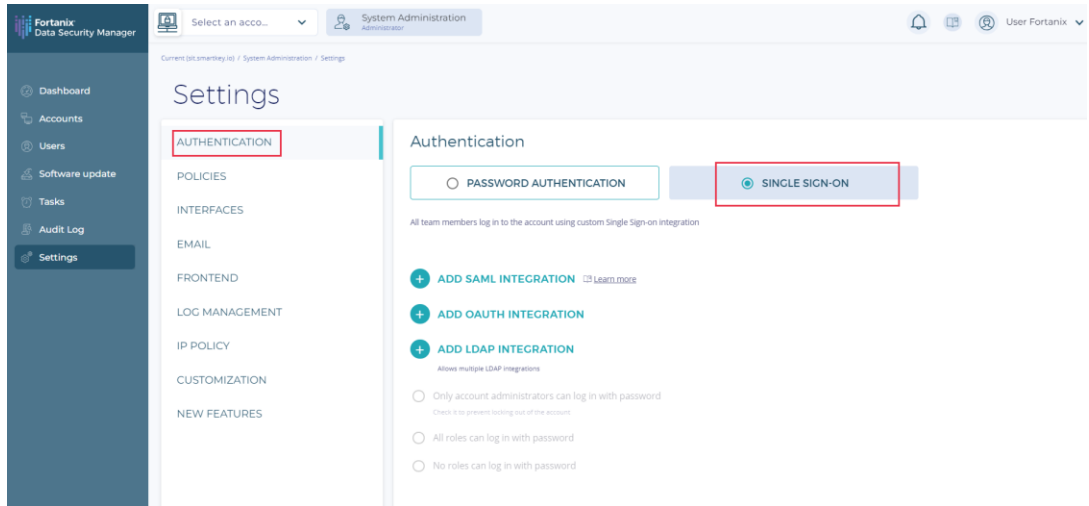 Fortanix
Data Security Manager
Select an acco...
System Administration
Administrator
User Fortanix
Current (sit.smartkey.io) / System Administration / Settings
Dashboard
Accounts
Users
Software update
Tasks
Audit Log
Settings
Settings
AUTHENTICATION
POLICIES
INTERFACES
EMAIL
FRONTEND
LOG MANAGEMENT
IP POLICY
CUSTOMIZATION
NEW FEATURES
Authentication
PASSWORD AUTHENTICATION
SINGLE SIGN-ON
All team members log in to the account using custom Single Sign-on integration
ADD SAML INTEGRATION Learn more
ADD OAUTH INTEGRATION
ADD LDAP INTEGRATION
Allows multiple LDAP integrations
Only account administrators can log in with password
Check it to prevent locking out of the account
All roles can log in with password
No roles can log in with password